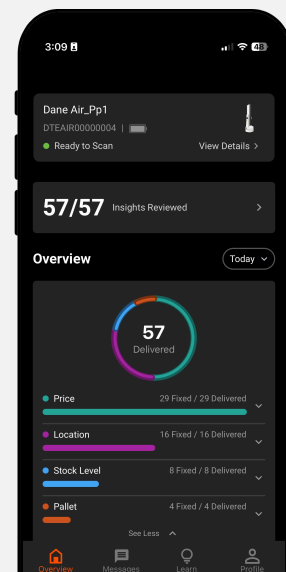 3:09
48
Dane Air_Pp1
DTEAIR00000004 |
Ready to Scan
View Details >
57/57 Insights Reviewed
Overview
Today
57
Delivered
Price
29 Fixed / 29 Delivered
Location
16 Fixed / 16 Delivered
Stock Level
8 Fixed / 8 Delivered
Pallet
4 Fixed / 4 Delivered
See Less
Overview
Messages
Learn
Profile